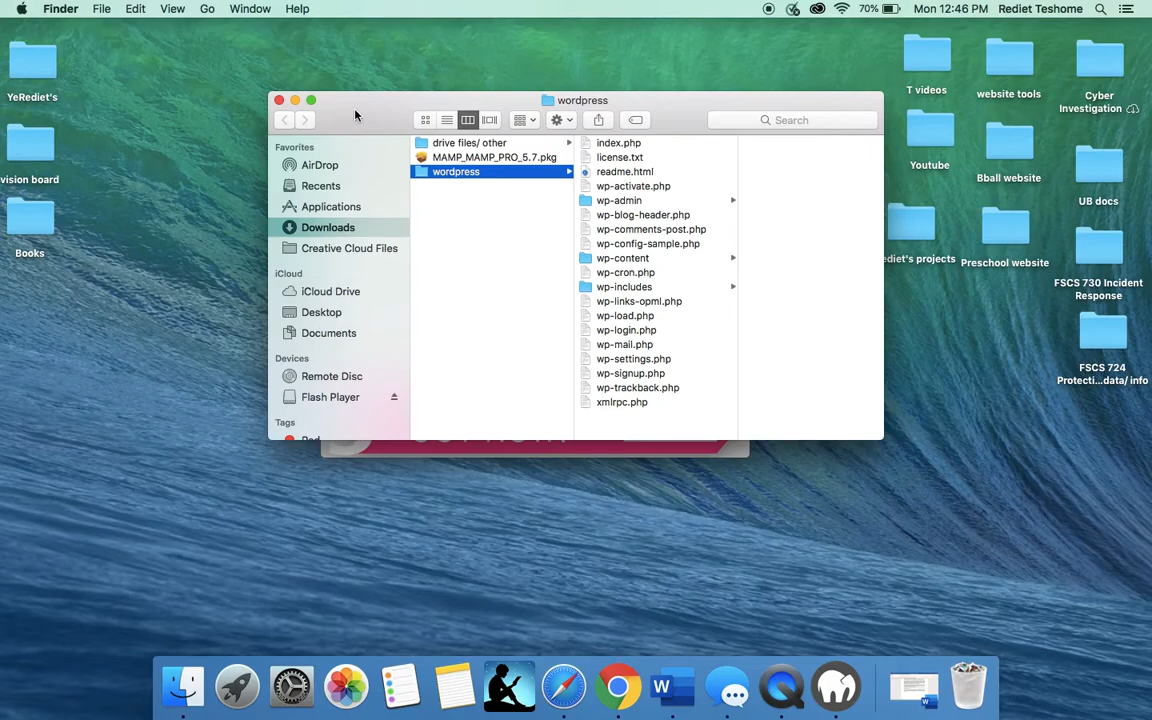 Finder File Edit View Go Window Help 70% Mon 12:46 PM Rediet Teshome
YeRediet's
vision board
Books
T videos
website tools
Cyber
Investigation
Youtube
Bball website
UB docs
ediet's projects
Preschool website
FSCS 730 Incident
Response
FSCS 724
Protecti...data/ info
wordpress
Search
Favorites
AirDrop
Recents
Applications
Downloads
Creative Cloud Files
iCloud
iCloud Drive
Desktop
Documents
Devices
Remote Disc
Flash Player
Tags
drive files/ other
MAMP_MAMP_PRO_5.7.pkg
wordpress
index.php
license.txt
readme.html
wp-activate.php
wp-admin
wp-blog-header.php
wp-comments-post.php
wp-config-sample.php
wp-content
wp-cron.php
wp-includes
wp-links-opml.php
wp-load.php
wp-login.php
wp-mail.php
wp-settings.php
wp-signup.php
wp-trackback.php
xmlrpc.php
W